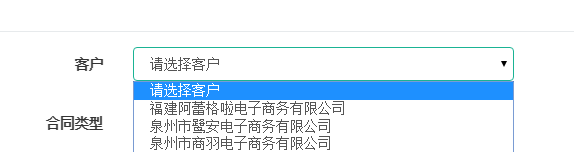 客户 请选择客户
请选择客户
福建阿蕾格啦电子商务有限公司
泉州市鹭安电子商务有限公司
合同类型
泉州市商羽电子商务有限公司